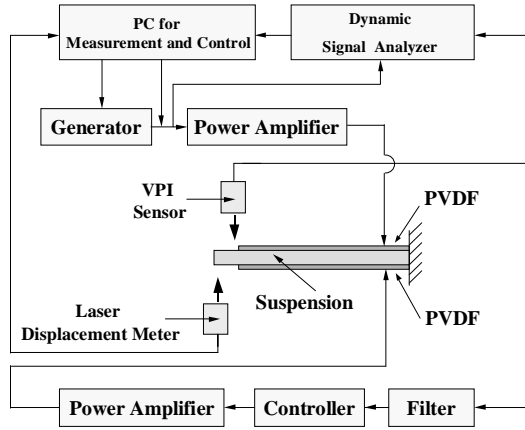 PC for
Measurement and Control
Dynamic
Signal Analyzer
Generator
Power Amplifier
VPI
Sensor
PVDF
Suspension
Laser
Displacement Meter
PVDF
Power Amplifier
Controller
Filter